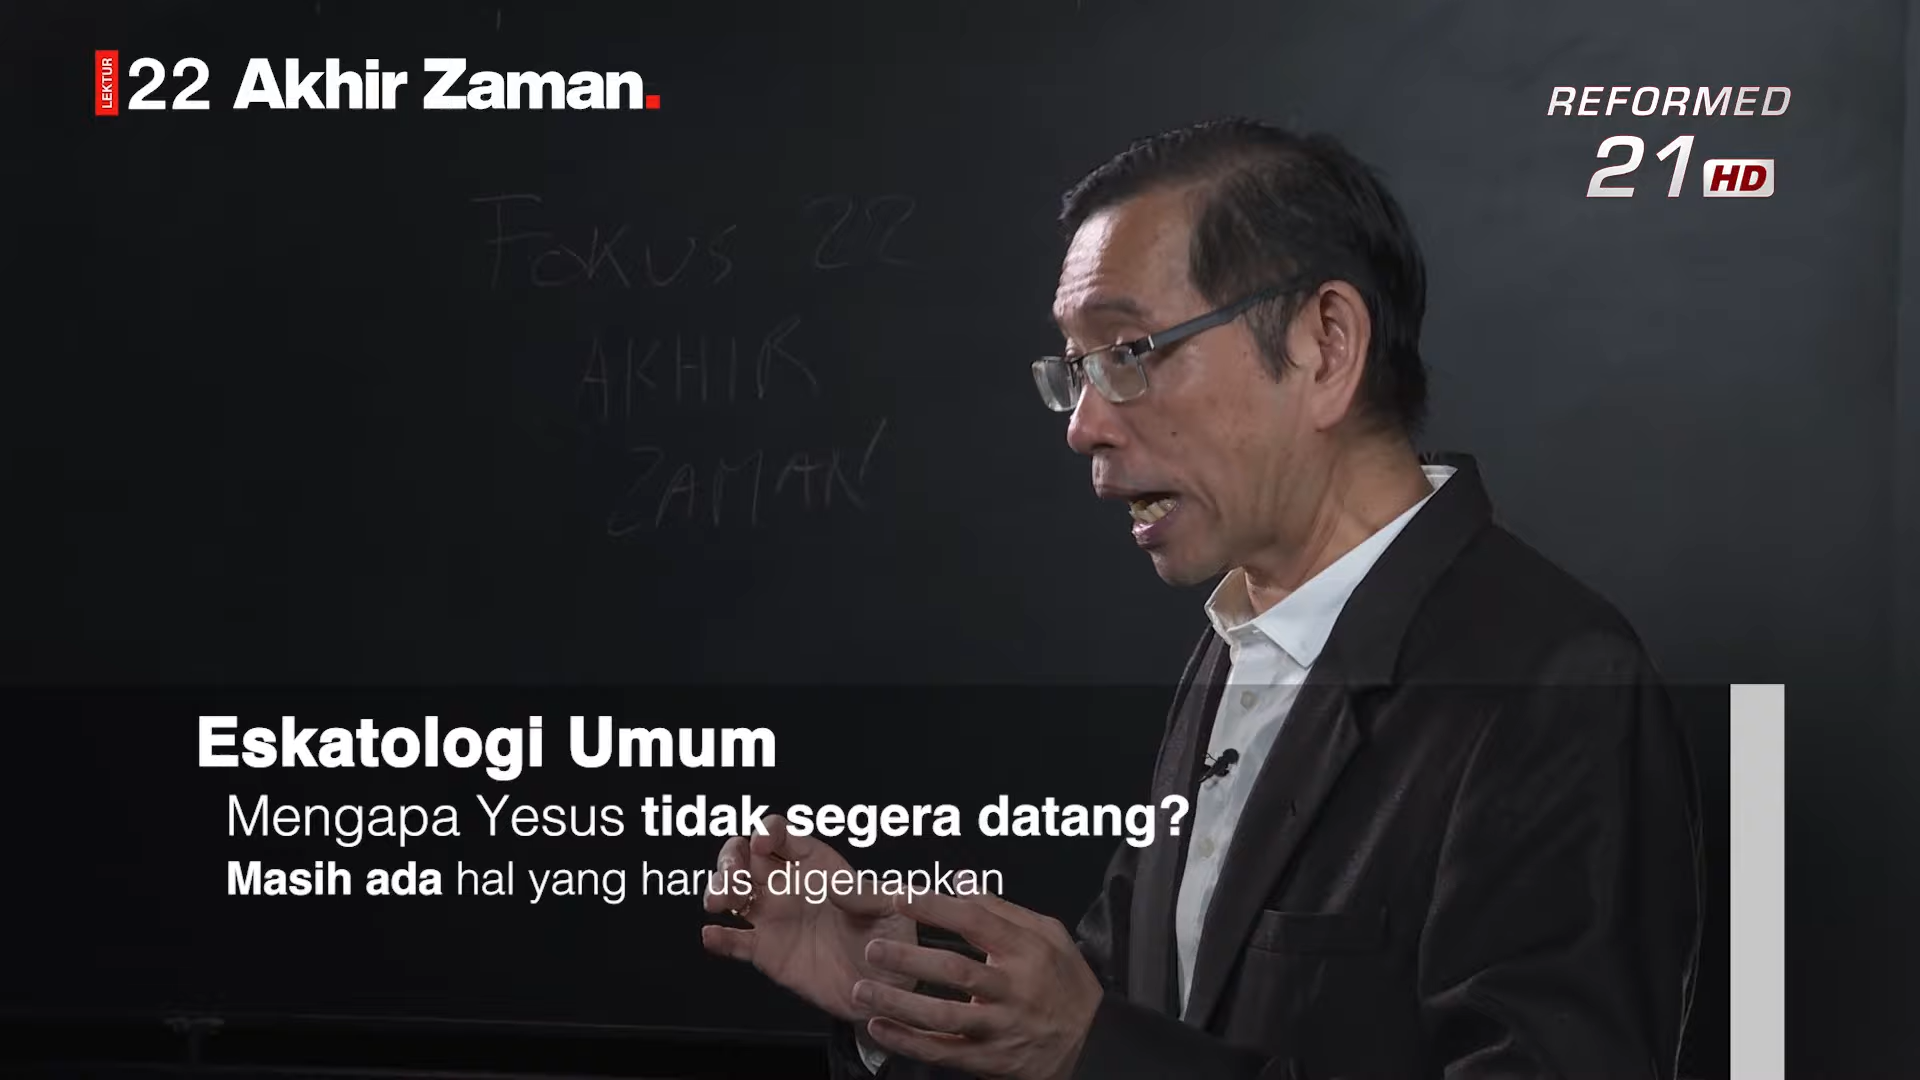 LEKTUR
22 Akhir Zaman.
REFORMED
21 HD
FOKUS 22
AKHIR
ZAMAN
Eskatologi Umum
Mengapa Yesus tidak segera datang?
Masih ada hal yang harus digenapkan